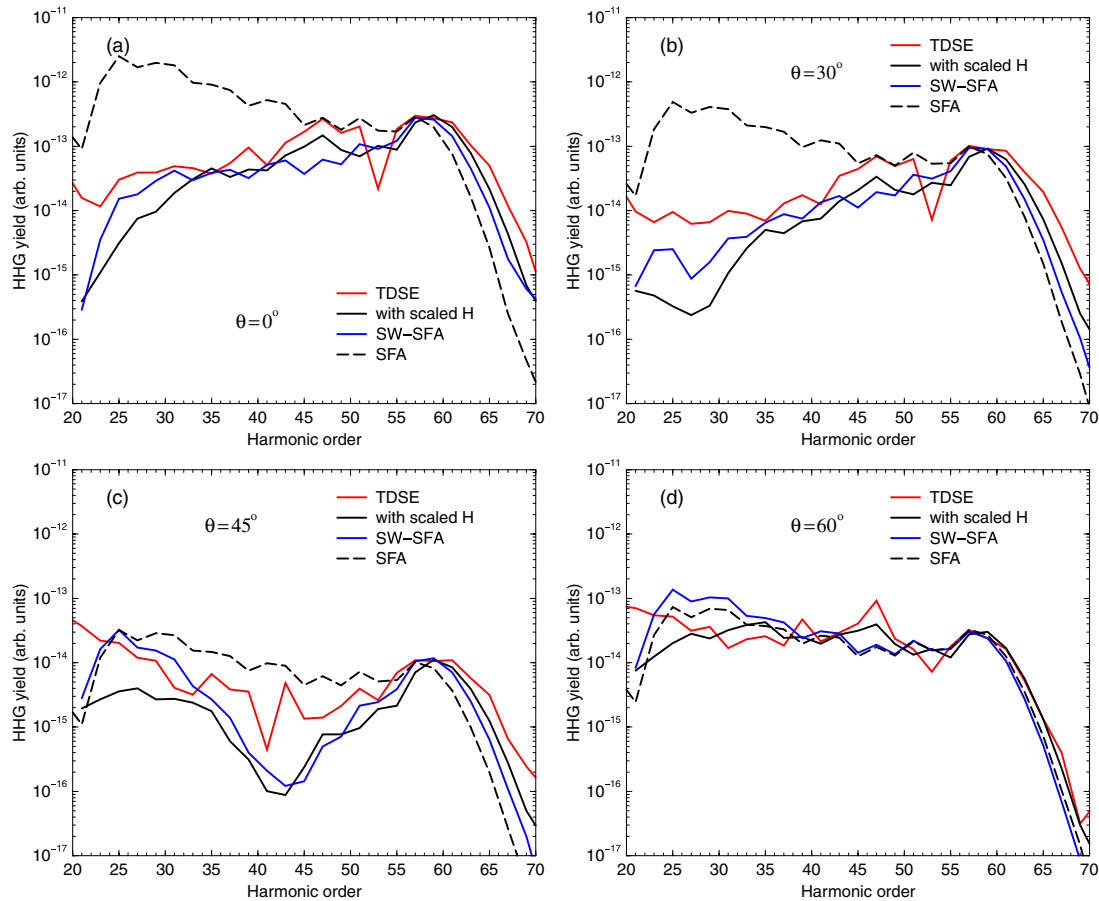 (a)
HHG yield (arb. units)
10⁻¹¹
10⁻¹²
10⁻¹³
10⁻¹⁴
10⁻¹⁵
10⁻¹⁶
10⁻¹⁷
θ=0°
TDSE
with scaled H
SW−SFA
SFA
20 25 30 35 40 45 50 55 60 65 70
Harmonic order
(b)
HHG yield (arb. units)
10⁻¹¹
10⁻¹²
10⁻¹³
10⁻¹⁴
10⁻¹⁵
10⁻¹⁶
10⁻¹⁷
θ=30°
TDSE
with scaled H
SW−SFA
SFA
20 25 30 35 40 45 50 55 60 65 70
Harmonic order
(c)
HHG yield (arb. units)
10⁻¹¹
10⁻¹²
10⁻¹³
10⁻¹⁴
10⁻¹⁵
10⁻¹⁶
10⁻¹⁷
θ=45°
TDSE
with scaled H
SW−SFA
SFA
20 25 30 35 40 45 50 55 60 65 70
Harmonic order
(d)
HHG yield (arb. units)
10⁻¹¹
10⁻¹²
10⁻¹³
10⁻¹⁴
10⁻¹⁵
10⁻¹⁶
10⁻¹⁷
θ=60°
TDSE
with scaled H
SW−SFA
SFA
20 25 30 35 40 45 50 55 60 65 70
Harmonic order